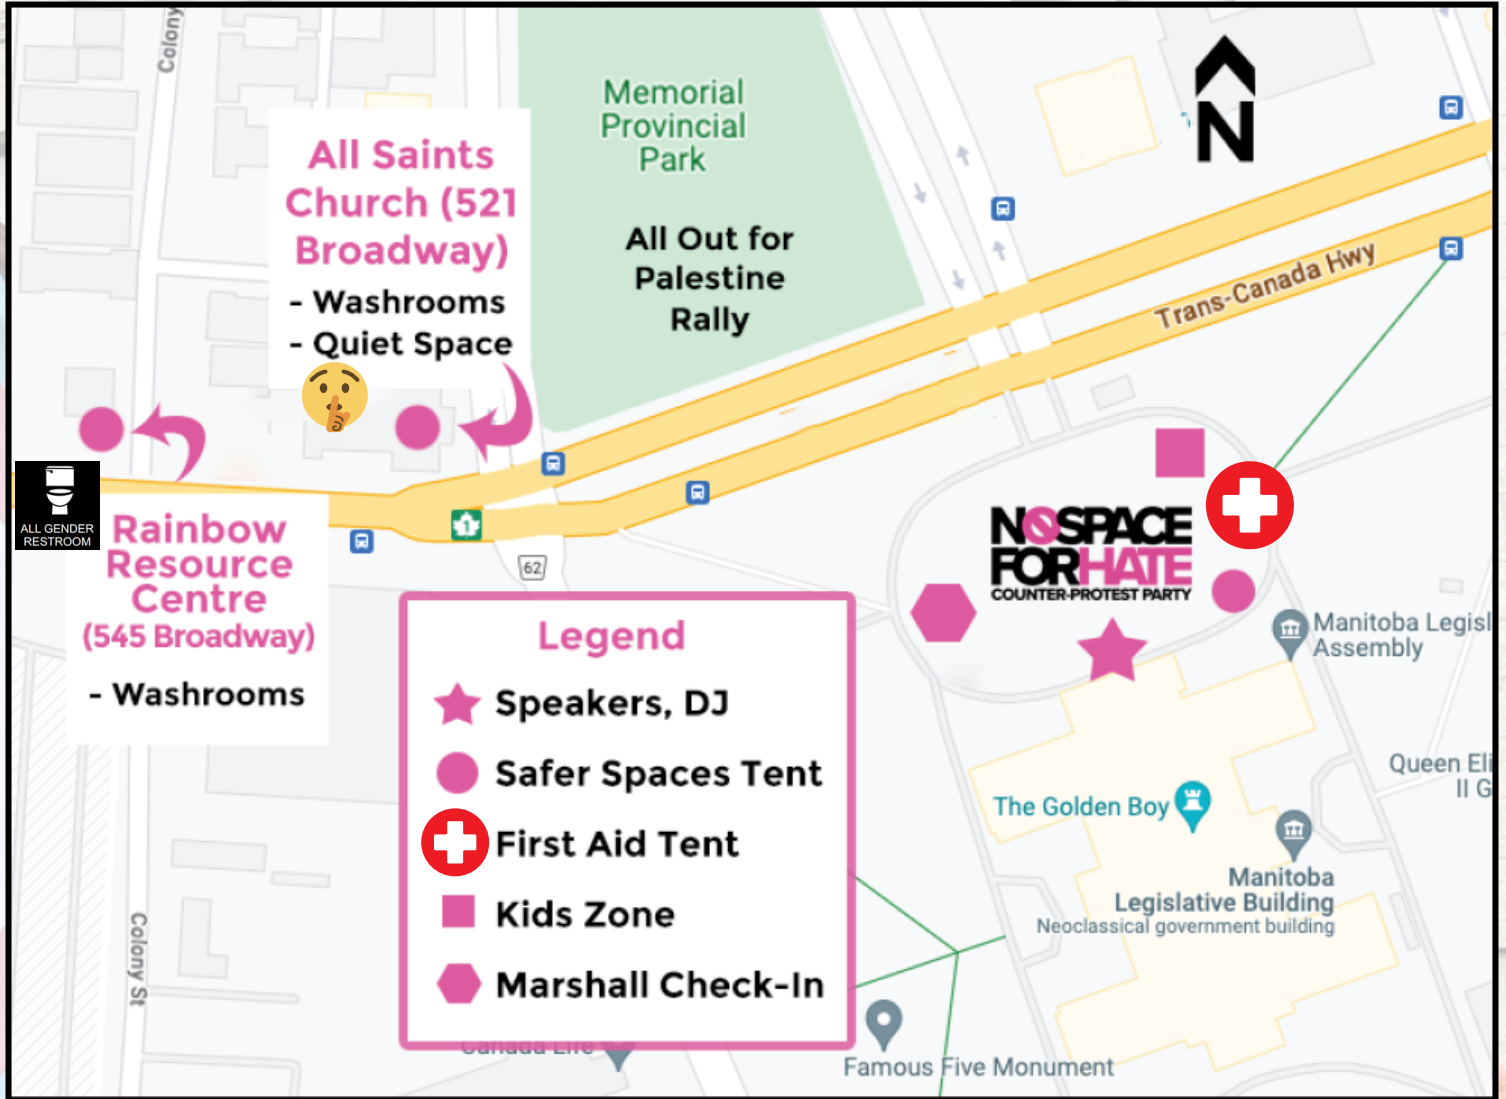 Colony
Memorial
Provincial
Park
N
All Saints
Church (521
Broadway)
- Washrooms
- Quiet Space
All Out for
Palestine
Rally
Trans-Canada Hwy
ALL GENDER
RESTROOM
Rainbow
Resource
Centre
(545 Broadway)
- Washrooms
1
62
NOSPACE
FORHATE
COUNTER-PROTEST PARTY
Manitoba Legisl
Assembly
Legend
Speakers, DJ
Safer Spaces Tent
First Aid Tent
Kids Zone
Marshall Check-In
The Golden Boy
Queen Eli
II G
Manitoba
Legislative Building
Neoclassical government building
Colony St
Canada Life
Famous Five Monument